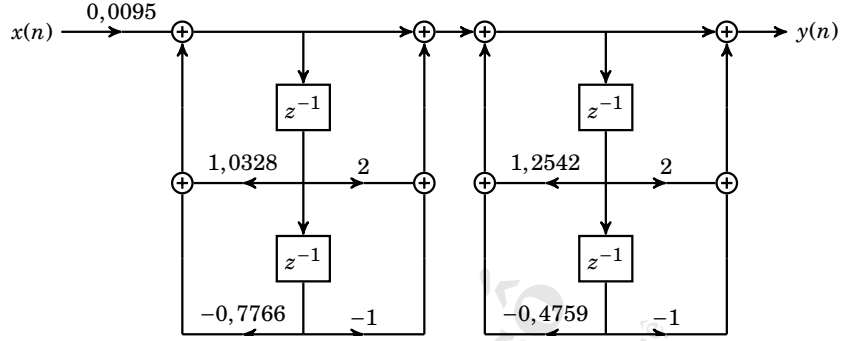 0,0095
x(n) y(n)
z⁻¹ z⁻¹
1,0328 2 1,2542 2
z⁻¹ z⁻¹
−0,7766 −1 −0,4759 −1